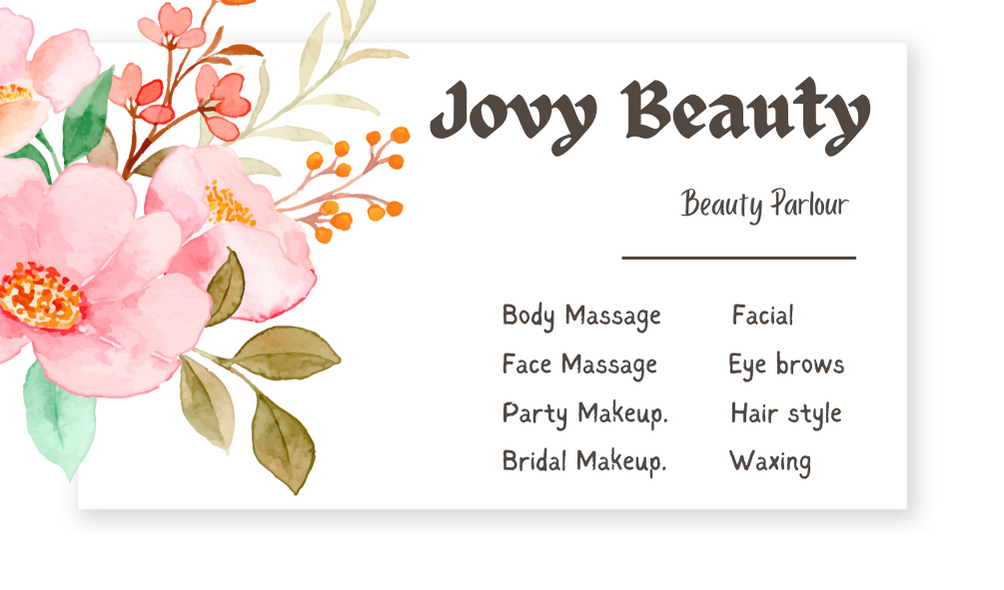 Jovy Beauty
Beauty Parlour
Body Massage
Face Massage
Party Makeup.
Bridal Makeup.
Facial
Eye brows
Hair style
Waxing